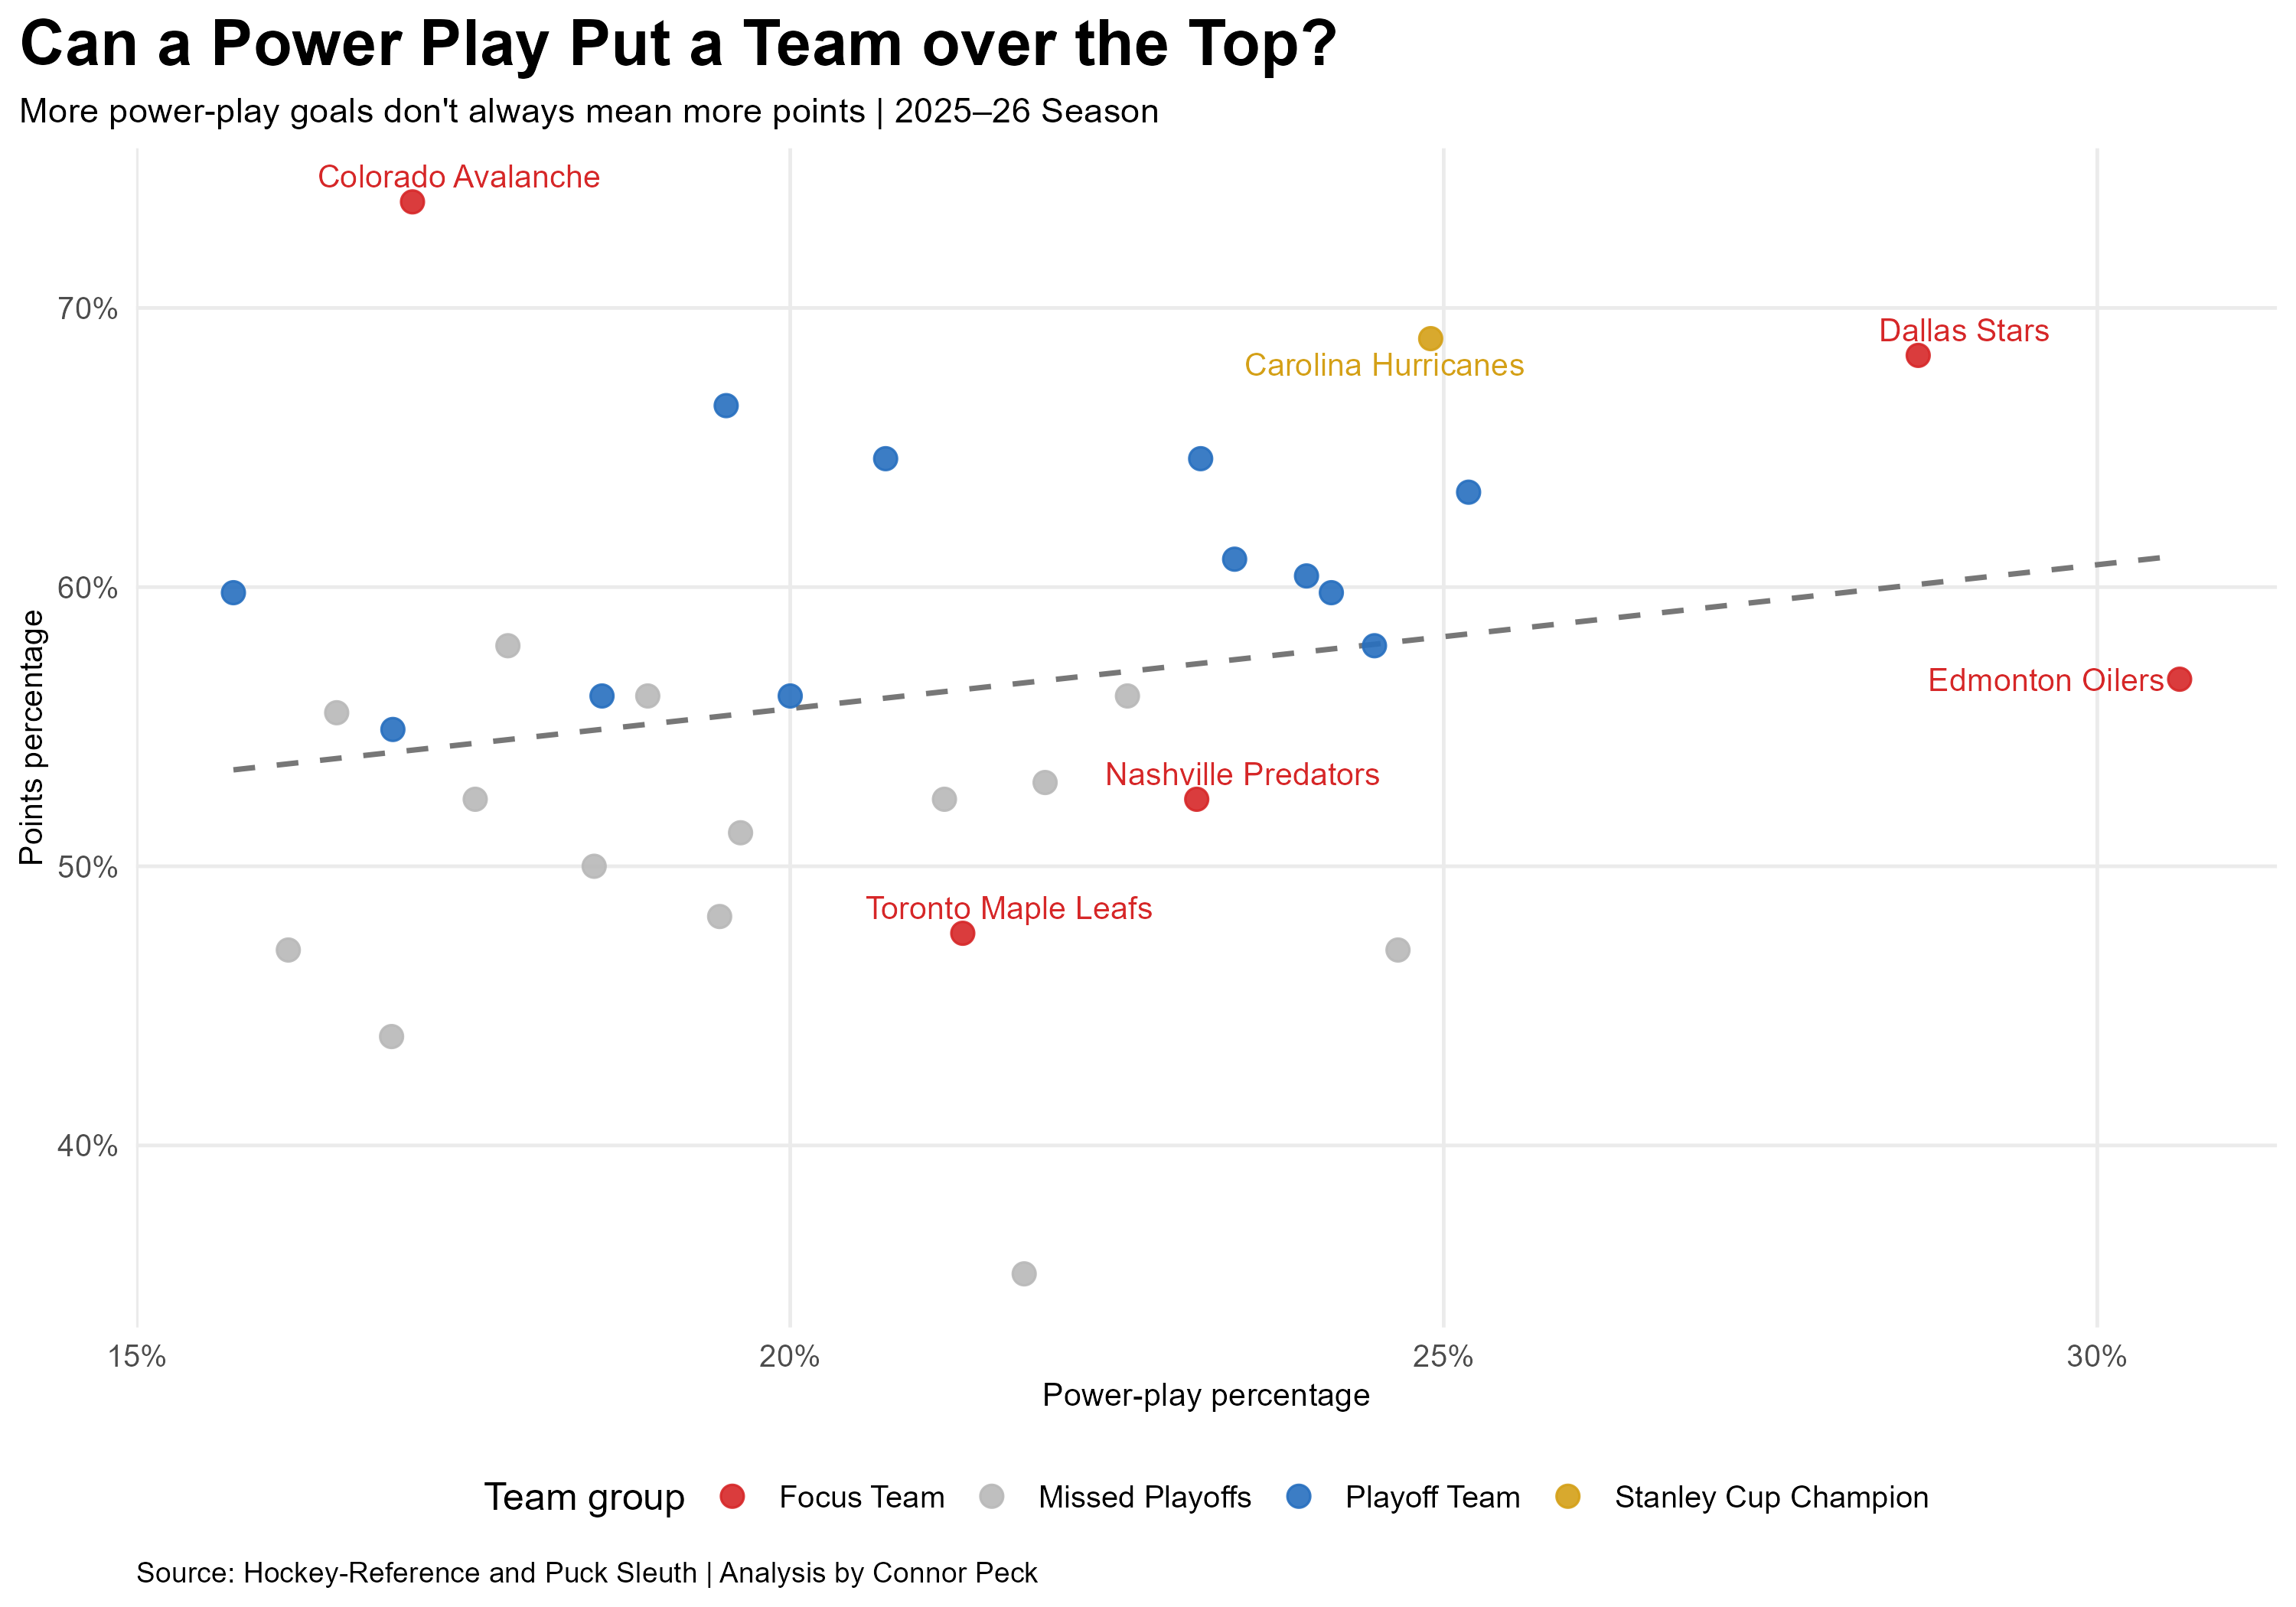 Can a Power Play Put a Team over the Top?
More power-play goals don't always mean more points | 2025–26 Season
Colorado Avalanche
70%
Dallas Stars
Carolina Hurricanes
60%
Edmonton Oilers
Nashville Predators
Points percentage
50%
Toronto Maple Leafs
40%
15%
20%
25%
30%
Power-play percentage
Team group
Focus Team
Missed Playoffs
Playoff Team
Stanley Cup Champion
Source: Hockey-Reference and Puck Sleuth | Analysis by Connor Peck